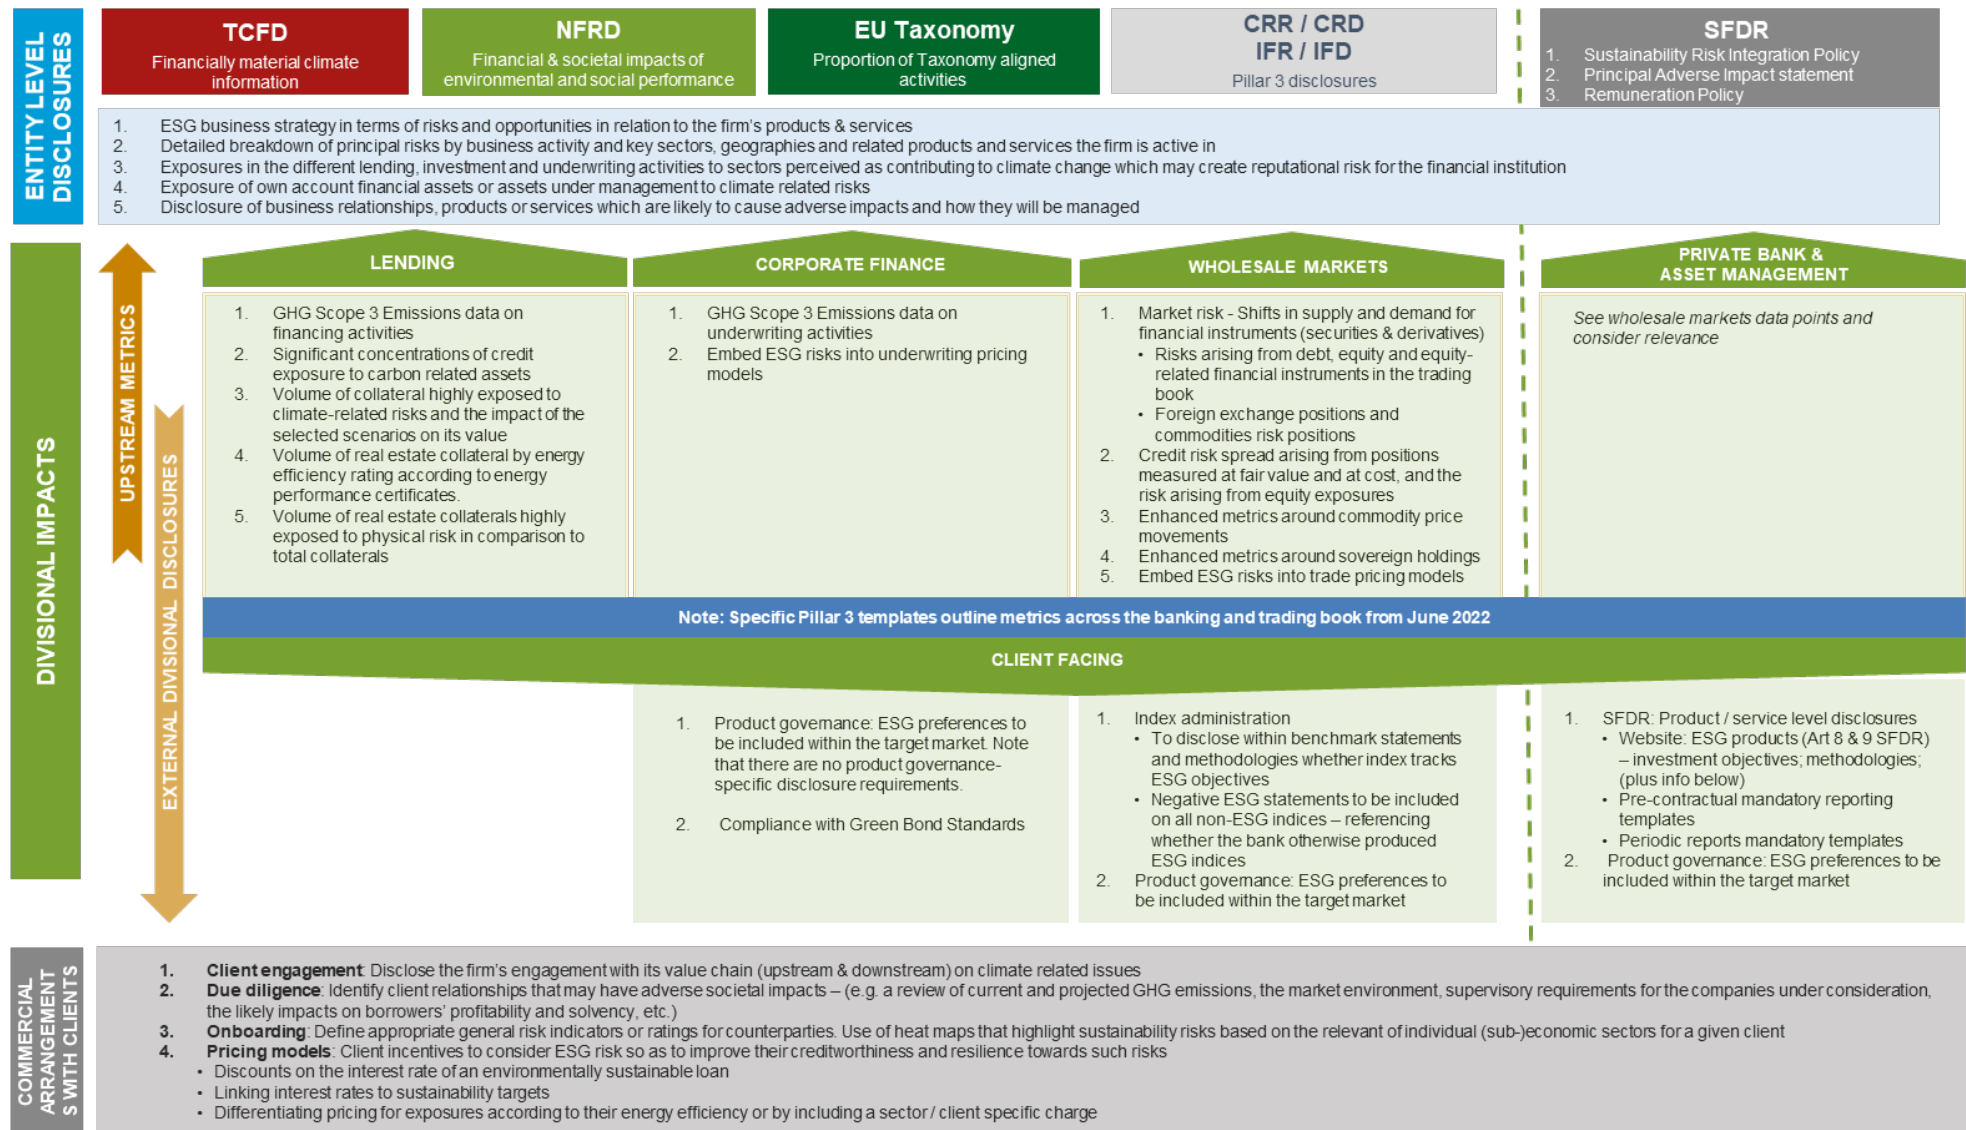 ENTITY LEVEL
DISCLOSURES
TCFD
Financially material climate
information
NFRD
Financial & societal impacts of
environmental and social performance
EU Taxonomy
Proportion of Taxonomy aligned
activities
CRR / CRD
IFR / IFD
Pillar 3 disclosures
SFDR
1. Sustainability Risk Integration Policy
2. Principal Adverse Impact statement
3. Remuneration Policy
1. ESG business strategy in terms of risks and opportunities in relation to the firm's products & services
2. Detailed breakdown of principal risks by business activity and key sectors, geographies and related products and services the firm is active in
3. Exposures in the different lending, investment and underwriting activities to sectors perceived as contributing to climate change which may create reputational risk for the financial institution
4. Exposure of own account financial assets or assets under management to climate related risks
5. Disclosure of business relationships, products or services which are likely to cause adverse impacts and how they will be managed
DIVISIONAL IMPACTS
UPSTREAM METRICS
EXTERNAL DIVISIONAL DISCLOSURES
LENDING
1. GHG Scope 3 Emissions data on
financing activities
2. Significant concentrations of credit
exposure to carbon related assets
3. Volume of collateral highly exposed to
climate-related risks and the impact of the
selected scenarios on its value
4. Volume of real estate collateral by energy
efficiency rating according to energy
performance certificates.
5. Volume of real estate collaterals highly
exposed to physical risk in comparison to
total collaterals
CORPORATE FINANCE
1. GHG Scope 3 Emissions data on
underwriting activities
2. Embed ESG risks into underwriting pricing
models
WHOLESALE MARKETS
1. Market risk - Shifts in supply and demand for
financial instruments (securities & derivatives)
• Risks arising from debt, equity and equity-
related financial instruments in the trading
book
• Foreign exchange positions and
commodities risk positions
2. Credit risk spread arising from positions
measured at fair value and at cost, and the
risk arising from equity exposures
3. Enhanced metrics around commodity price
movements
4. Enhanced metrics around sovereign holdings
5. Embed ESG risks into trade pricing models
PRIVATE BANK &
ASSET MANAGEMENT
See wholesale markets data points and
consider relevance
Note: Specific Pillar 3 templates outline metrics across the banking and trading book from June 2022
CLIENT FACING
1. Product governance: ESG preferences to
be included within the target market. Note
that there are no product governance-
specific disclosure requirements.
2. Compliance with Green Bond Standards
1. Index administration
• To disclose within benchmark statements
and methodologies whether index tracks
ESG objectives
• Negative ESG statements to be included
on all non-ESG indices – referencing
whether the bank otherwise produced
ESG indices
2. Product governance: ESG preferences to
be included within the target market
1. SFDR: Product / service level disclosures
• Website: ESG products (Art 8 & 9 SFDR)
– investment objectives; methodologies;
(plus info below)
• Pre-contractual mandatory reporting
templates
• Periodic reports mandatory templates
2. Product governance: ESG preferences to be
included within the target market
COMMERCIAL
ARRANGEMENT
S WITH CLIENTS
1. Client engagement: Disclose the firm's engagement with its value chain (upstream & downstream) on climate related issues
2. Due diligence: Identify client relationships that may have adverse societal impacts – (e.g. a review of current and projected GHG emissions, the market environment, supervisory requirements for the companies under consideration,
the likely impacts on borrowers' profitability and solvency, etc.)
3. Onboarding: Define appropriate general risk indicators or ratings for counterparties. Use of heat maps that highlight sustainability risks based on the relevant of individual (sub-)economic sectors for a given client
4. Pricing models: Client incentives to consider ESG risk so as to improve their creditworthiness and resilience towards such risks
• Discounts on the interest rate of an environmentally sustainable loan
• Linking interest rates to sustainability targets
• Differentiating pricing for exposures according to their energy efficiency or by including a sector / client specific charge